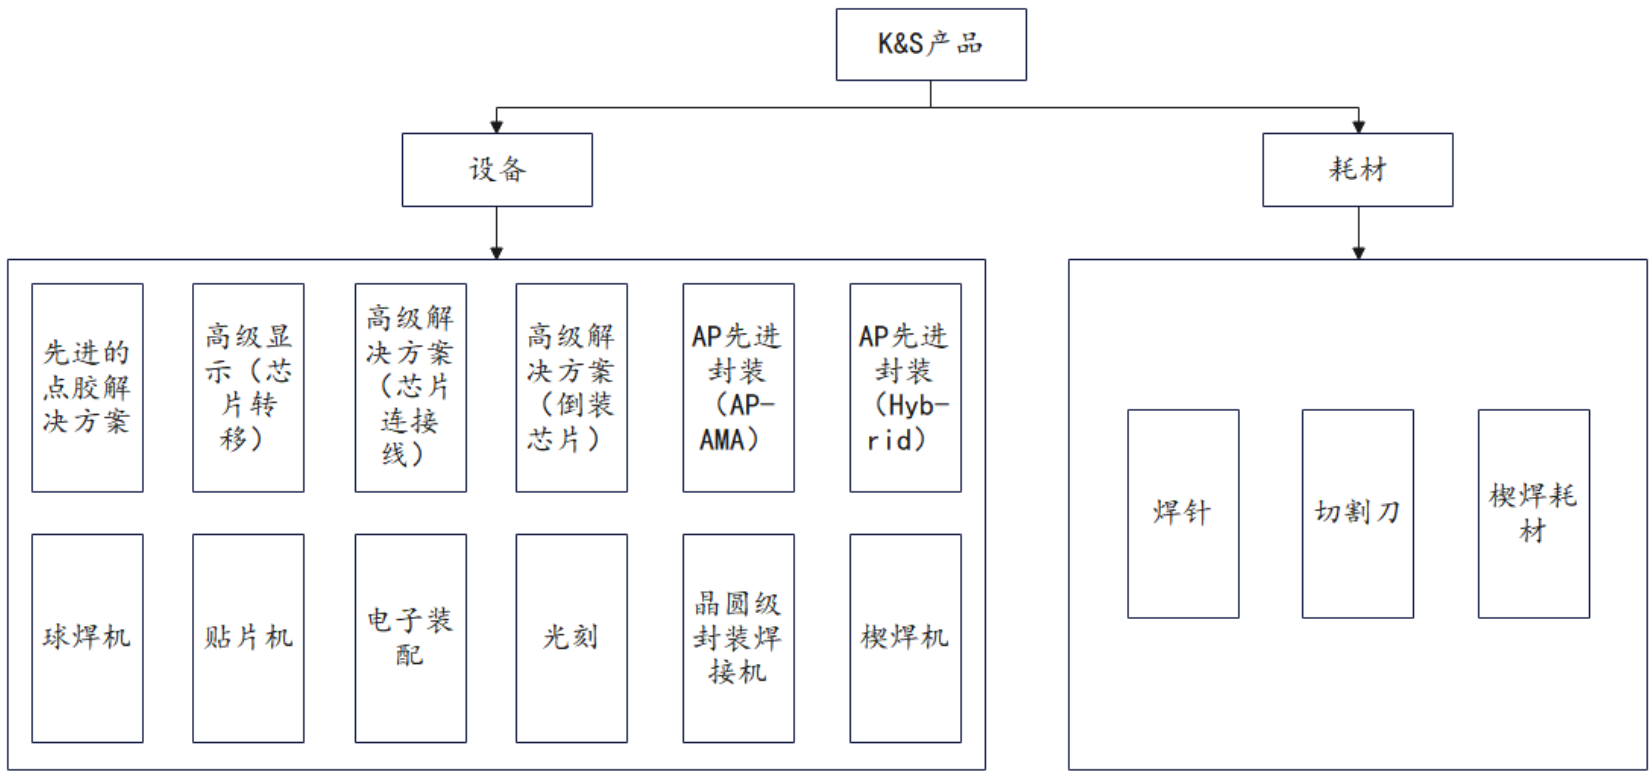 K&S产品
设备
耗材
先进的
点胶解
决方案
高级显
示（芯
片转
移）
高级解
决方案
（芯片
连接
线）
高级解
决方案
（倒装
芯片）
AP先进
封装
（AP-
AMA）
AP先进
封装
（Hyb-
rid）
球焊机
贴片机
电子装
配
光刻
晶圆级
封装焊
接机
楔焊机
焊针
切割刀
楔焊耗
材